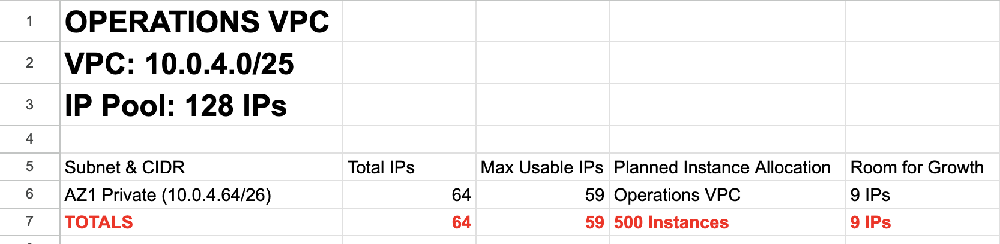 1 OPERATIONS VPC
2 VPC: 10.0.4.0/25
3 IP Pool: 128 IPs
4
5 Subnet & CIDR Total IPs Max Usable IPs Planned Instance Allocation Room for Growth
6 AZ1 Private (10.0.4.64/26) 64 59 Operations VPC 9 IPs
7 TOTALS 64 59 500 Instances 9 IPs